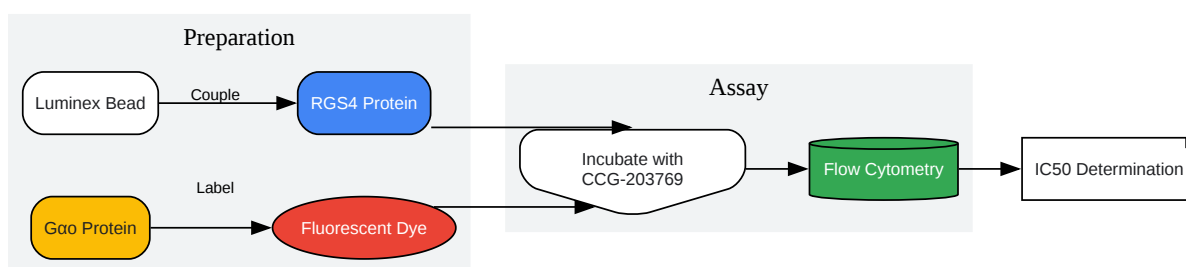 Preparation
Luminex Bead
Couple
RGS4 Protein
Label
Gαo Protein
Fluorescent Dye
Assay
Incubate with
CCG-203769
Flow Cytometry
IC50 Determination